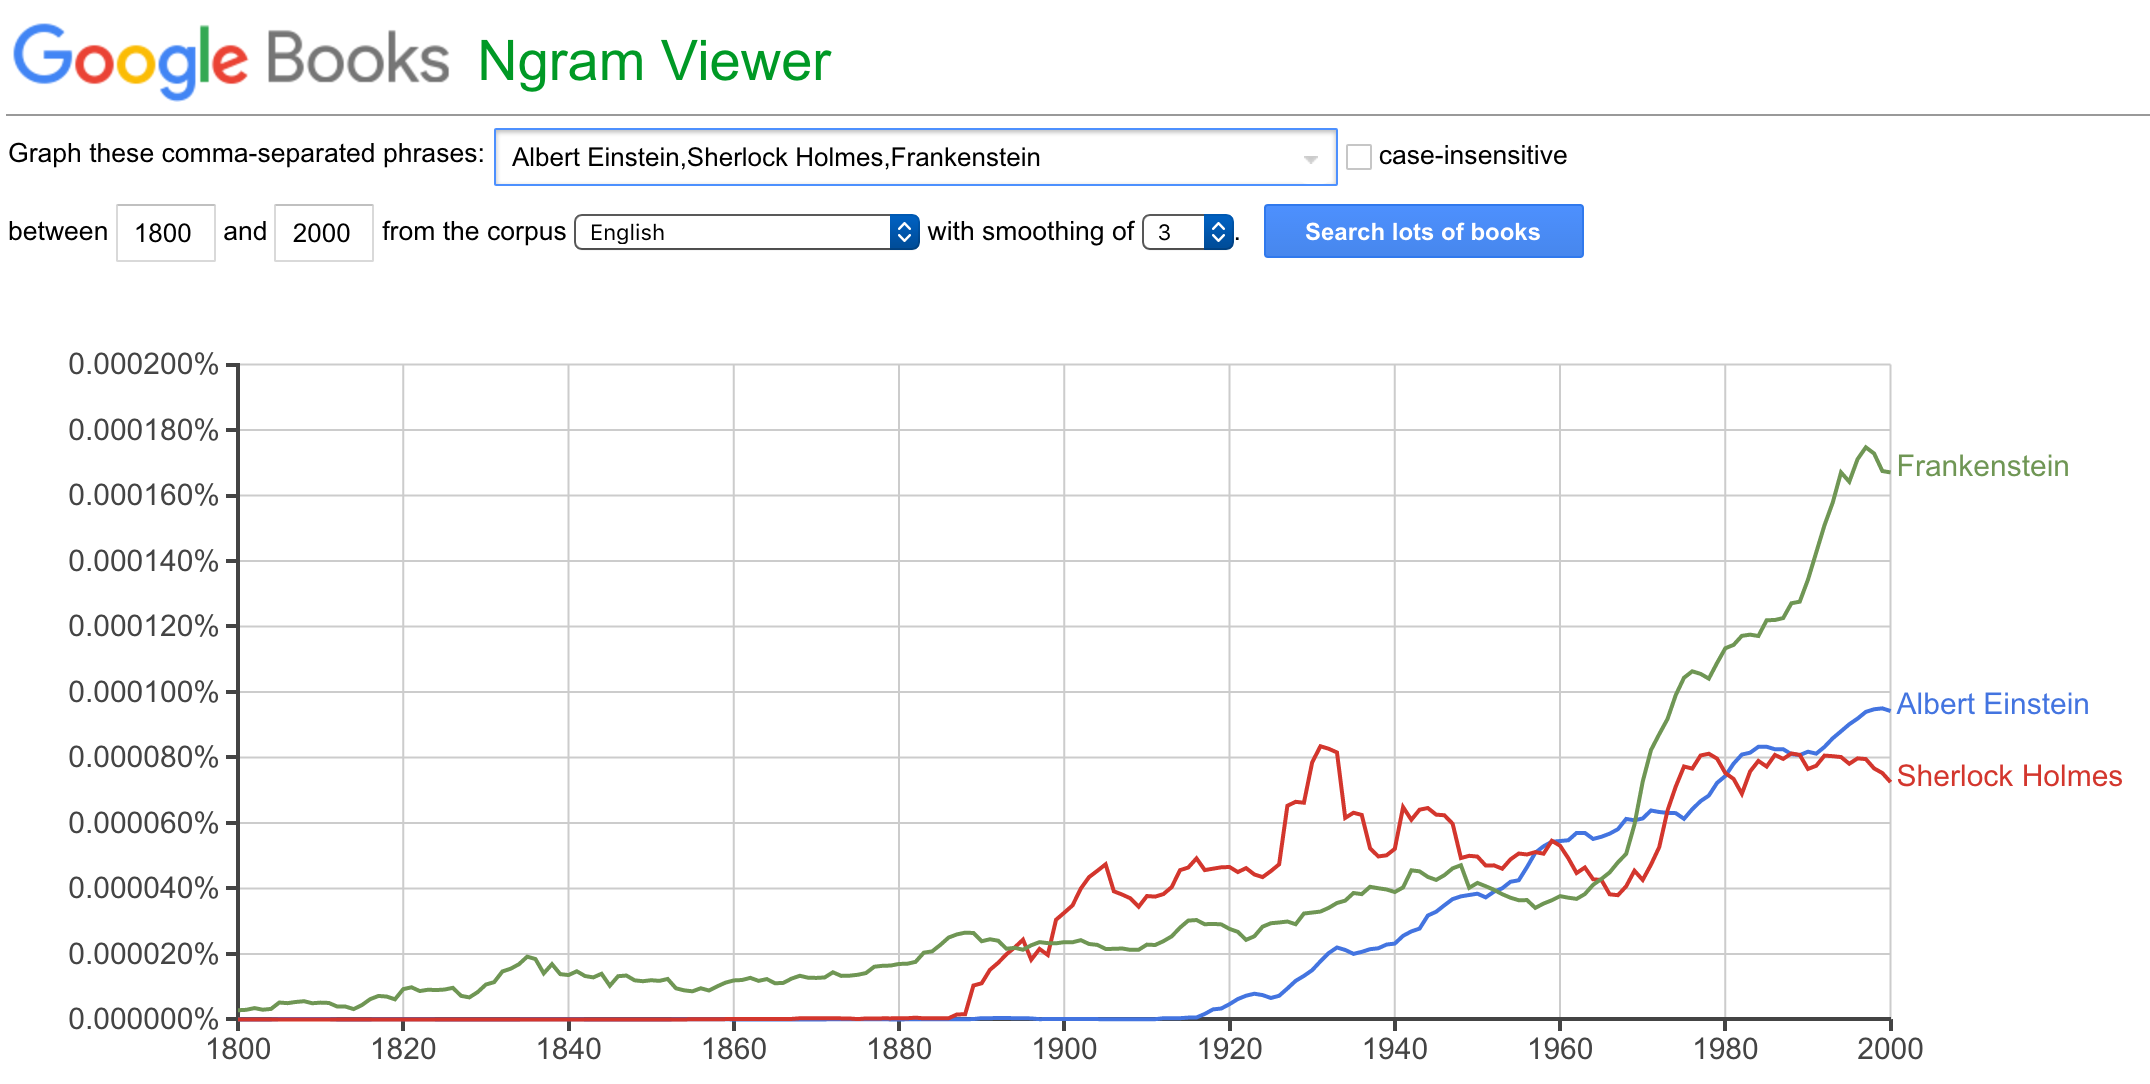 Google Books Ngram Viewer
Graph these comma-separated phrases: Albert Einstein,Sherlock Holmes,Frankenstein case-insensitive
between 1800 and 2000 from the corpus English with smoothing of 3 . Search lots of books
0.000200%
0.000180%
0.000160%
0.000140%
0.000120%
0.000100%
0.000080%
0.000060%
0.000040%
0.000020%
0.000000%
Frankenstein
Albert Einstein
Sherlock Holmes
1800 1820 1840 1860 1880 1900 1920 1940 1960 1980 2000